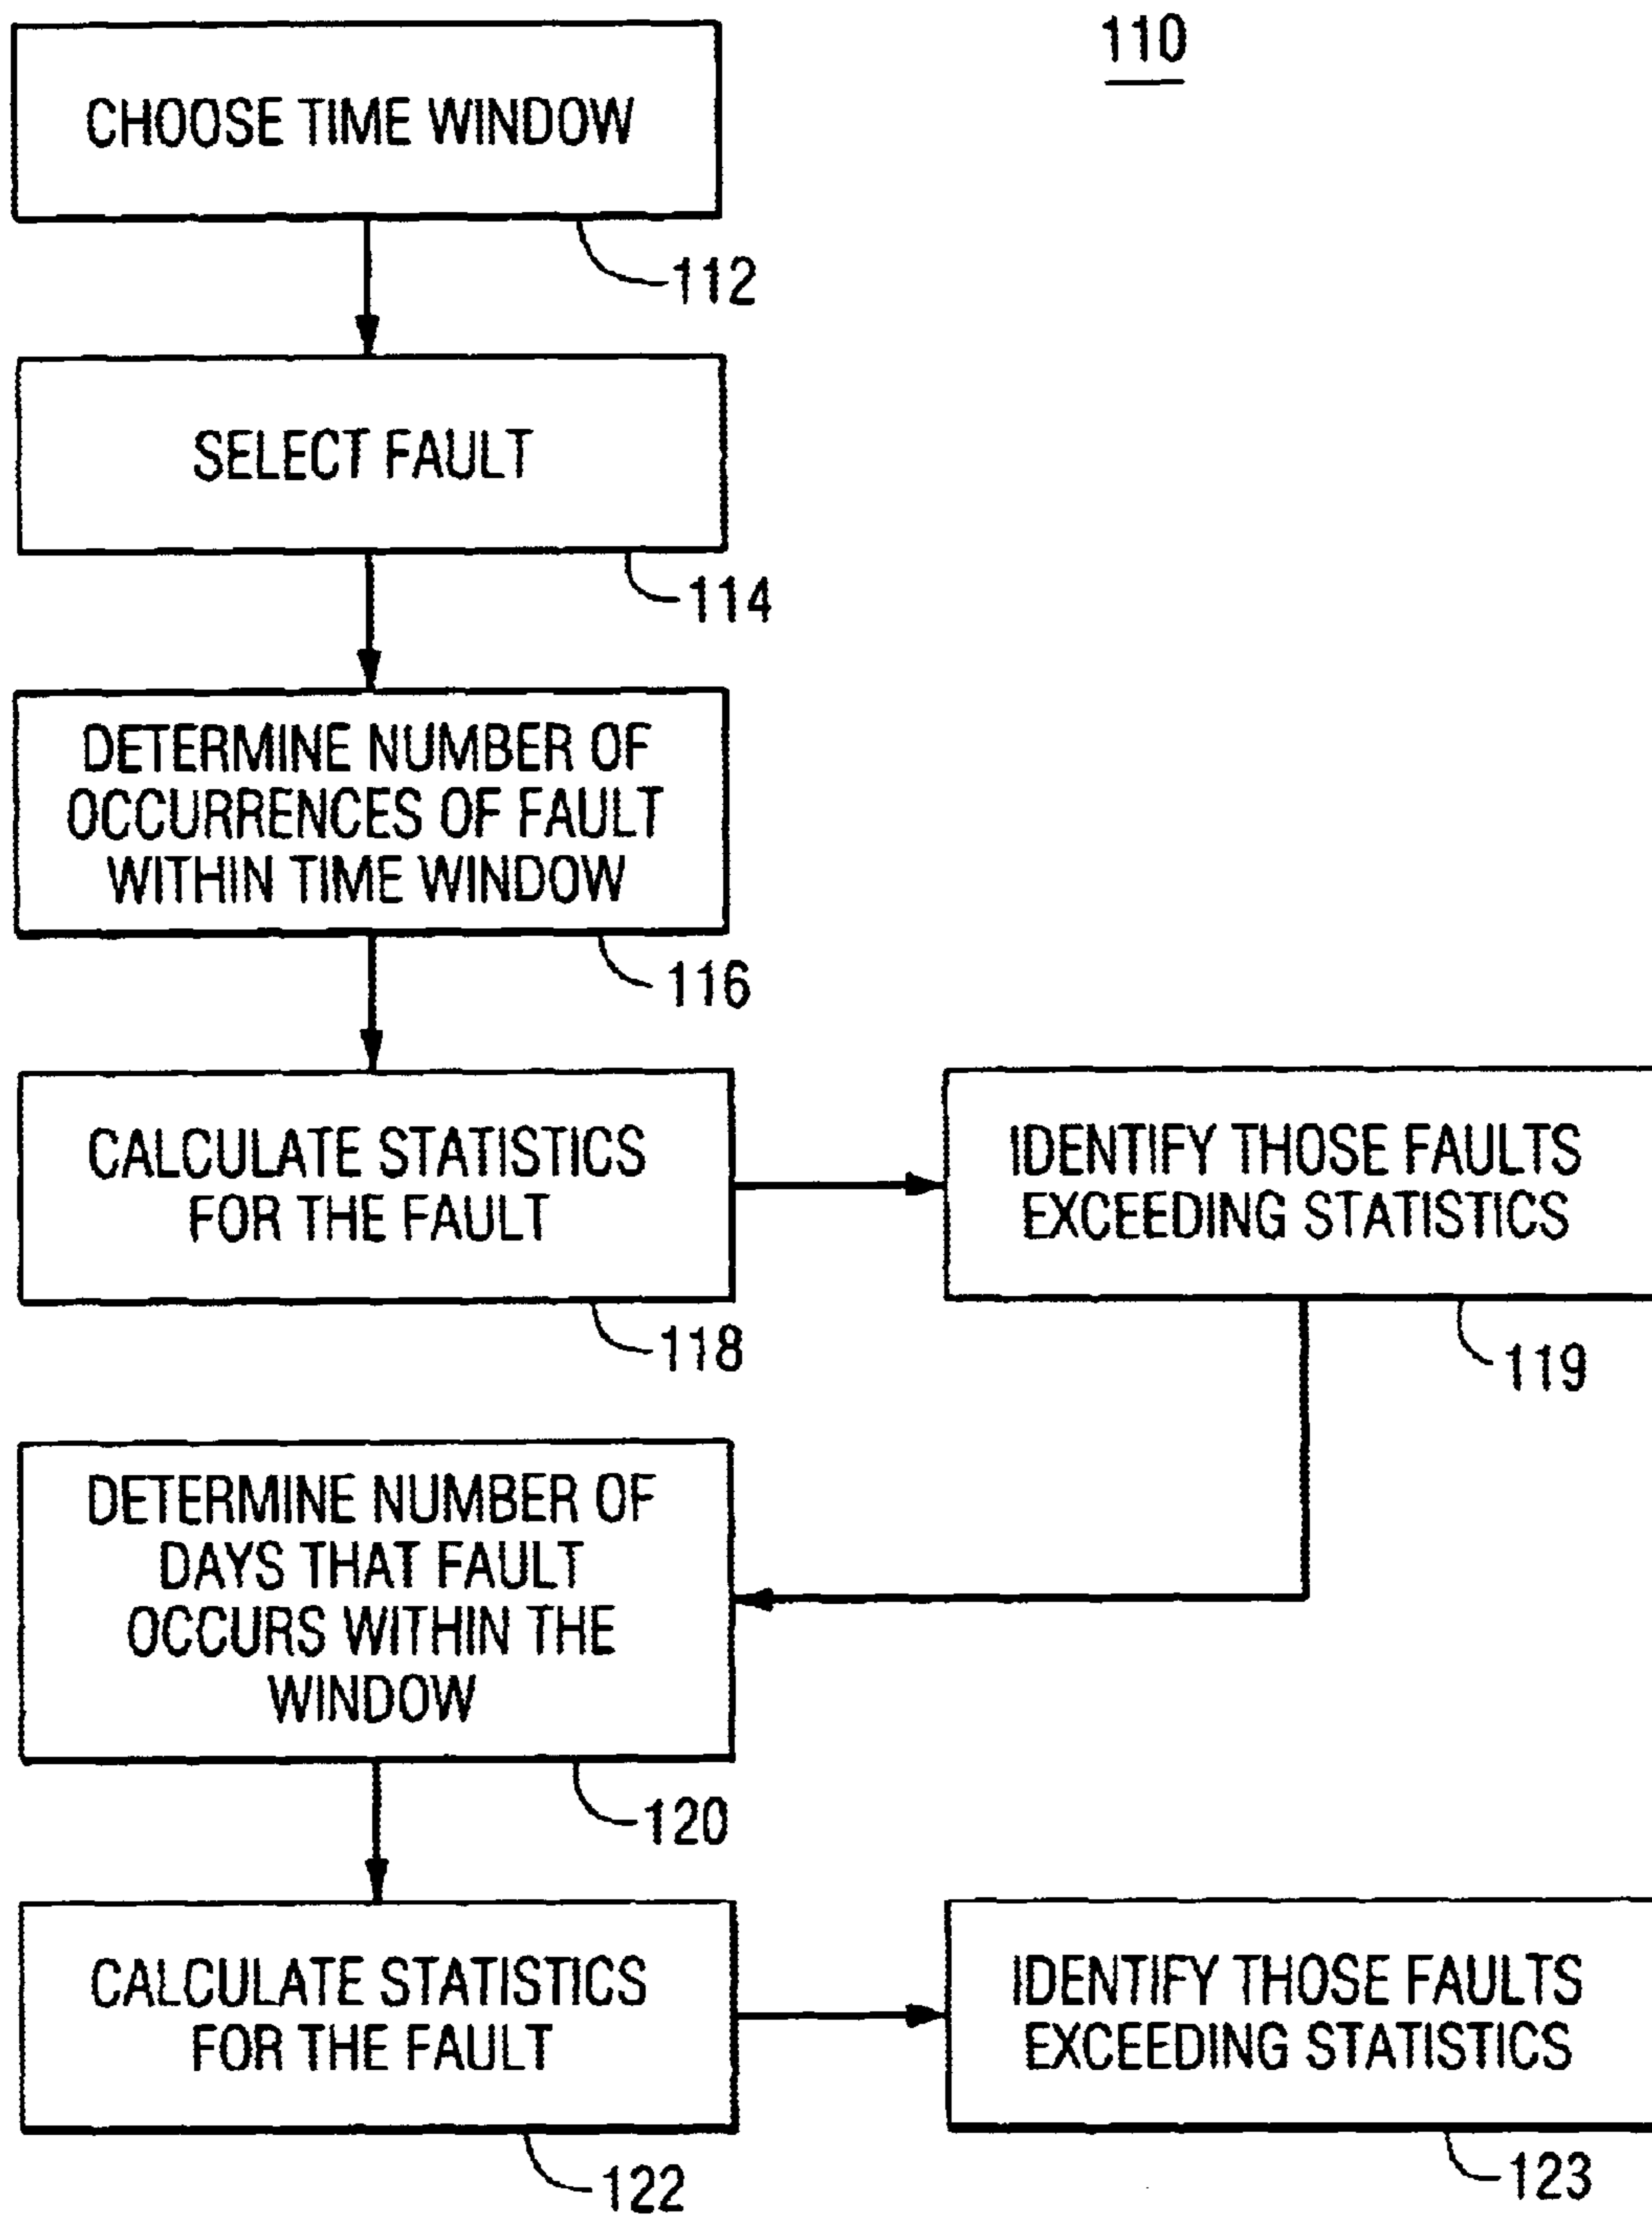 110
CHOOSE TIME WINDOW
112
SELECT FAULT
114
DETERMINE NUMBER OF
OCCURRENCES OF FAULT
WITHIN TIME WINDOW
116
CALCULATE STATISTICS
FOR THE FAULT
118
IDENTIFY THOSE FAULTS
EXCEEDING STATISTICS
119
DETERMINE NUMBER OF
DAYS THAT FAULT
OCCURS WITHIN THE
WINDOW
120
CALCULATE STATISTICS
FOR THE FAULT
122
IDENTIFY THOSE FAULTS
EXCEEDING STATISTICS
123